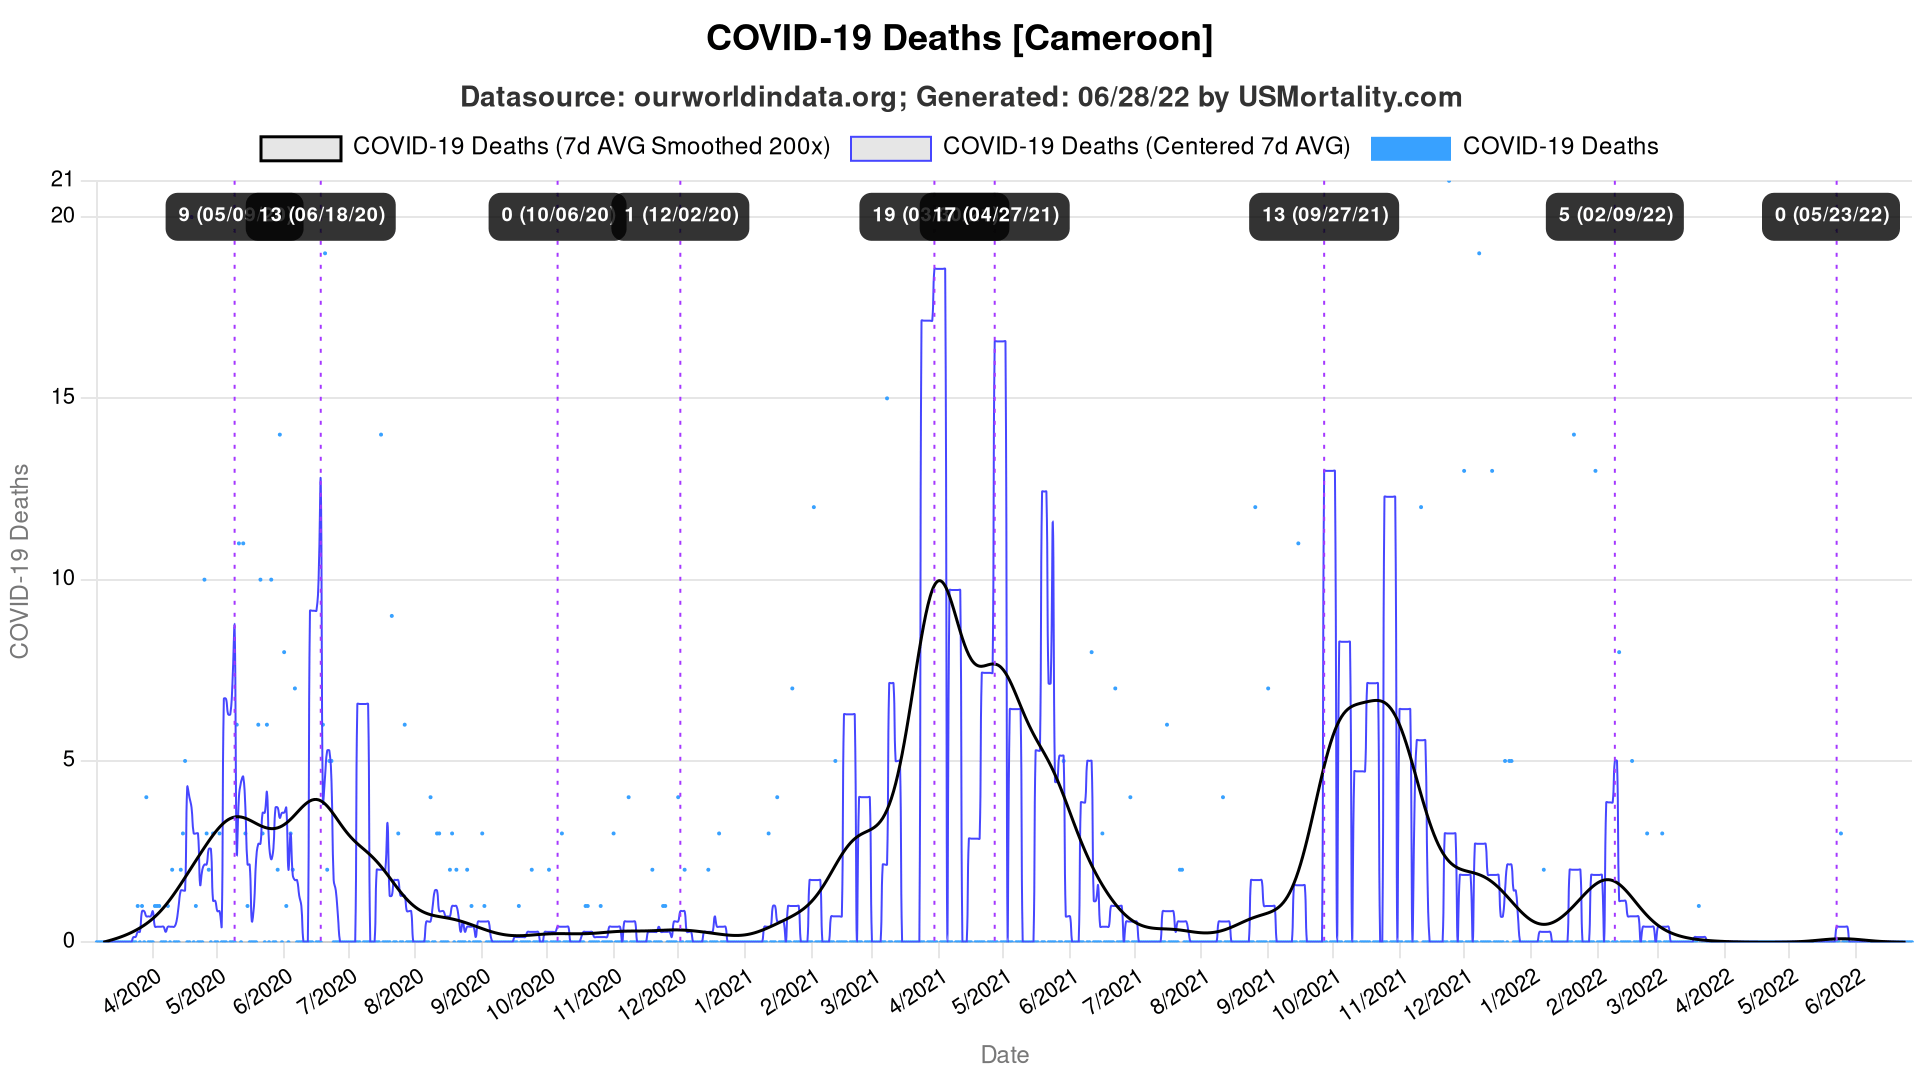 COVID-19 Deaths [Cameroon]
Datasource: ourworldindata.org; Generated: 06/28/22 by USMortality.com
COVID-19 Deaths (7d AVG Smoothed 200x) COVID-19 Deaths (Centered 7d AVG) COVID-19 Deaths
21
20
15
10
5
0
9 (05/09 13 (06/18/20) 0 (10/06/20) 1 (12/02/20) 19 (03 17 (04/27/21) 13 (09/27/21) 5 (02/09/22) 0 (05/23/22)
COVID-19 Deaths
4/2020 5/2020 6/2020 7/2020 8/2020 9/2020 10/2020 11/2020 12/2020 1/2021 2/2021 3/2021 4/2021 5/2021 6/2021 7/2021 8/2021 9/2021 10/2021 11/2021 12/2021 1/2022 2/2022 3/2022 4/2022 5/2022 6/2022
Date